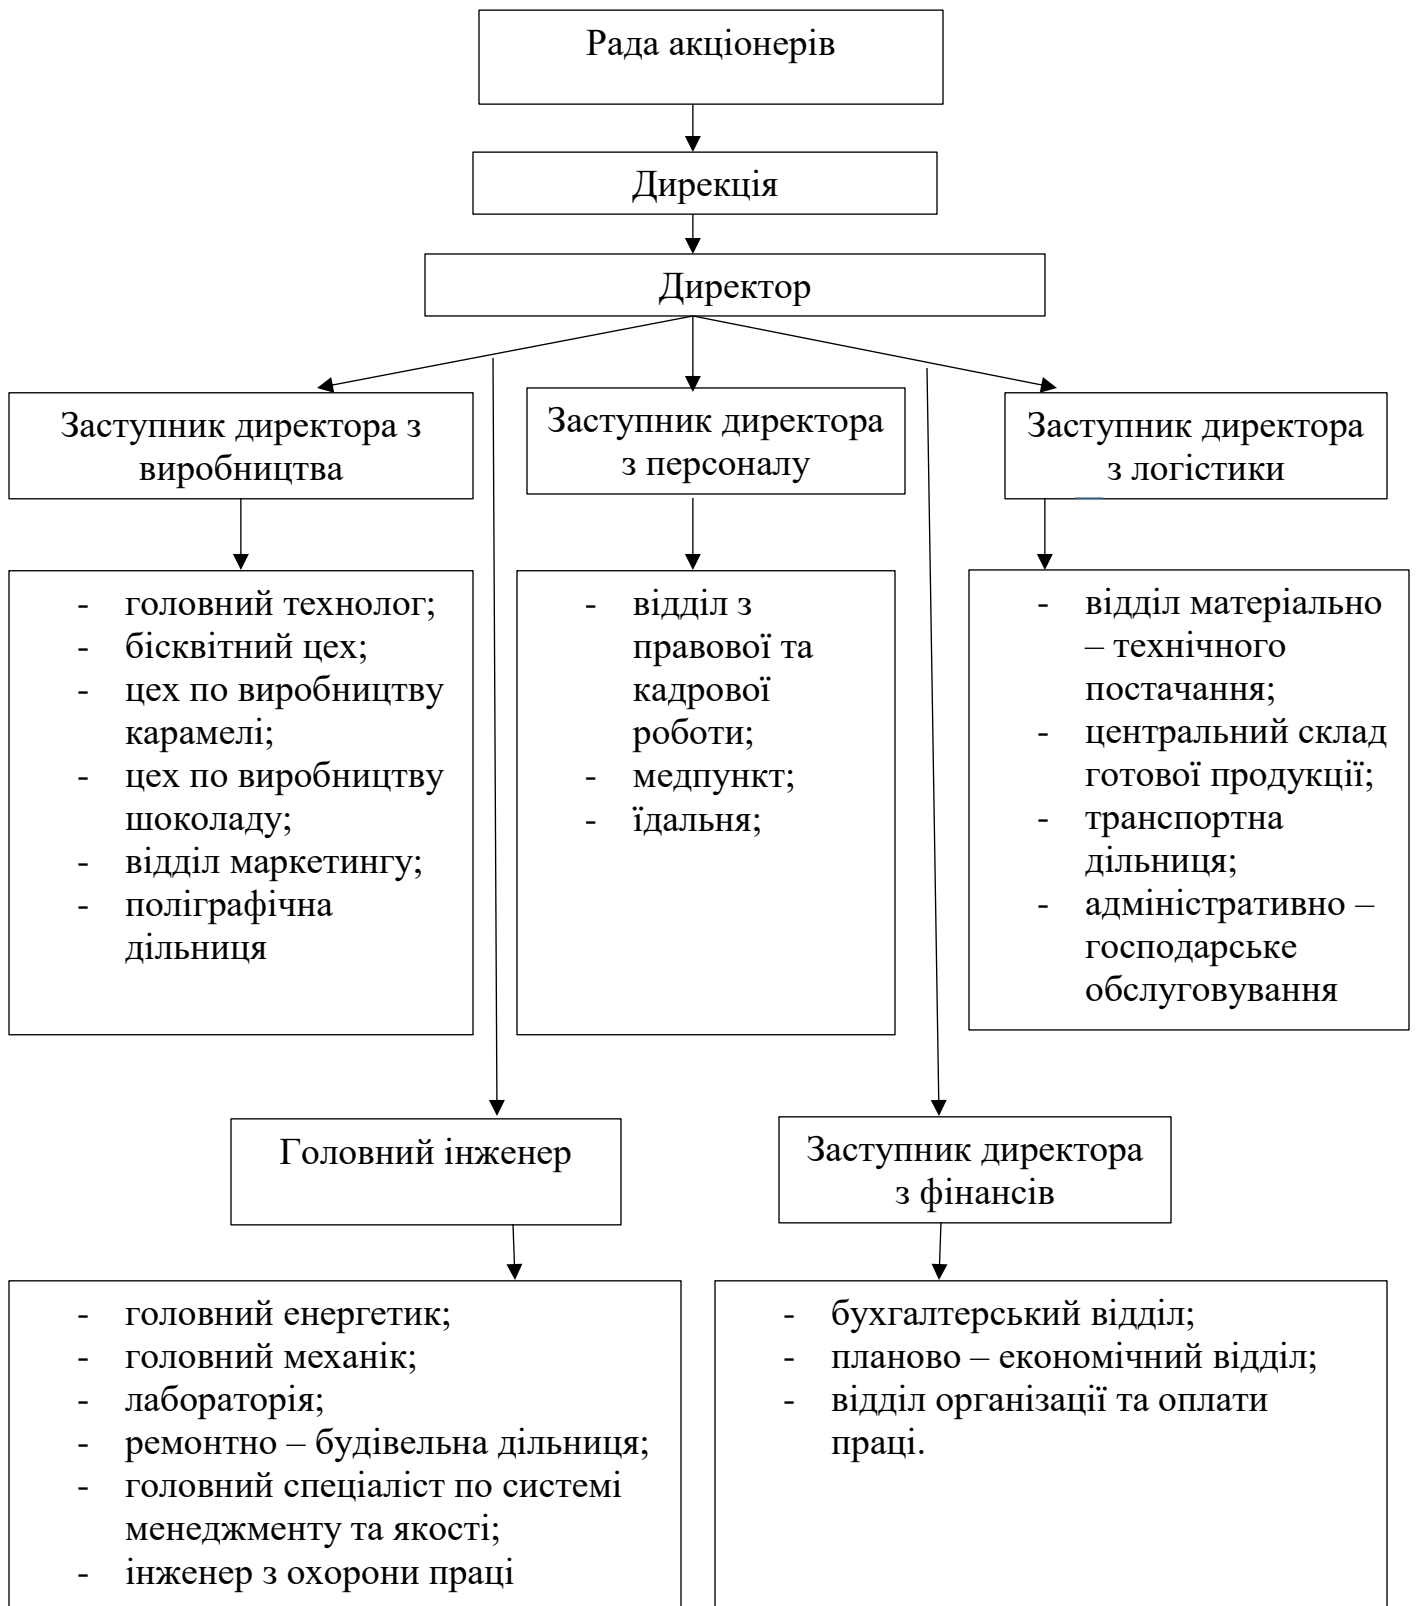 Рада акціонерів
Дирекція
Директор
Заступник директора з
виробництва
Заступник директора
з персоналу
Заступник директора
з логістики
- головний технолог;
- бісквітний цех;
- цех по виробництву
карамелі;
- цех по виробництву
шоколаду;
- відділ маркетингу;
- поліграфічна
дільниця
- відділ з
правової та
кадрової
роботи;
- медпункт;
- їдальня;
- відділ матеріально
– технічного
постачання;
- центральний склад
готової продукції;
- транспортна
дільниця;
- адміністративно –
господарське
обслуговування
Головний інженер
Заступник директора
з фінансів
- головний енергетик;
- головний механік;
- лабораторія;
- ремонтно – будівельна дільниця;
- головний спеціаліст по системі
менеджменту та якості;
- інженер з охорони праці
- бухгалтерський відділ;
- планово – економічний відділ;
- відділ організації та оплати
праці.